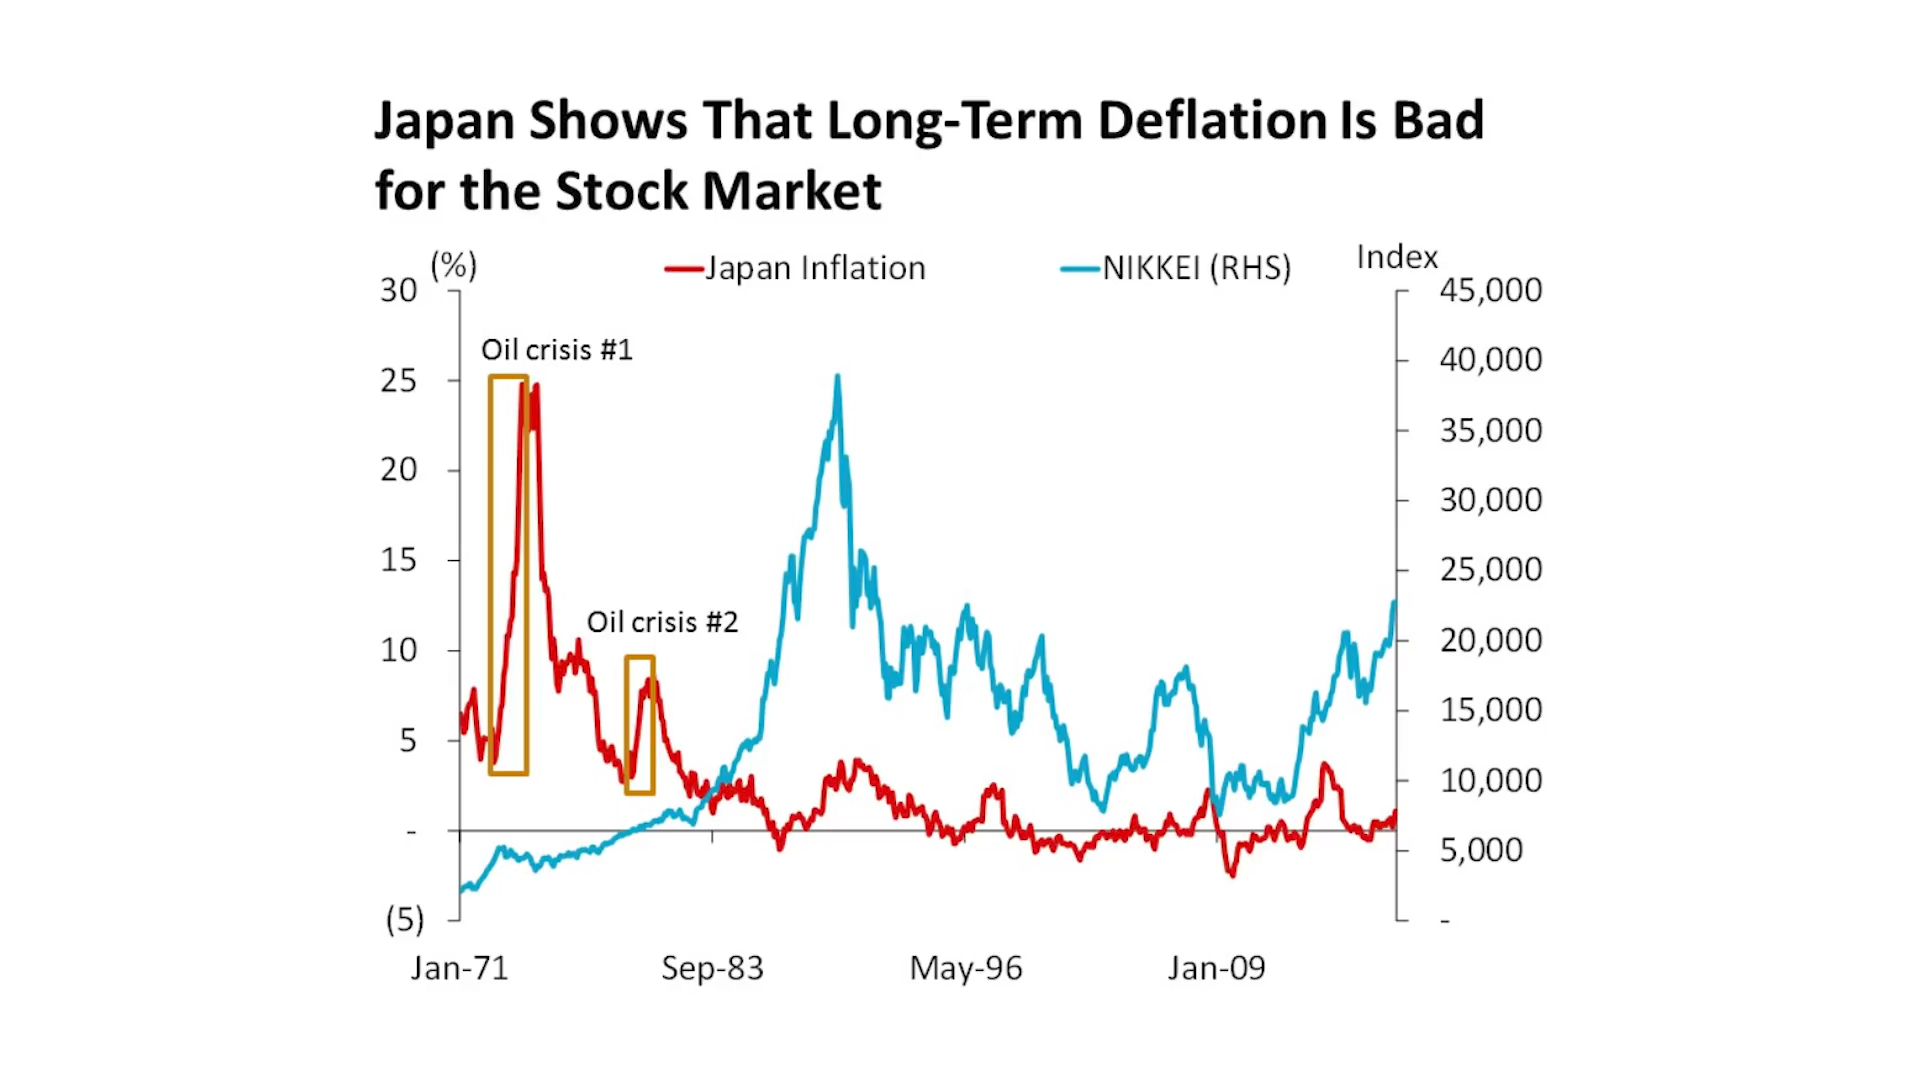 Japan Shows That Long-Term Deflation Is Bad
for the Stock Market
(%)
Japan Inflation
NIKKEI (RHS)
Index
30
25
20
15
10
5
-
(5)
45,000
40,000
35,000
30,000
25,000
20,000
15,000
10,000
5,000
-
Oil crisis #1
Oil crisis #2
Jan-71
Sep-83
May-96
Jan-09